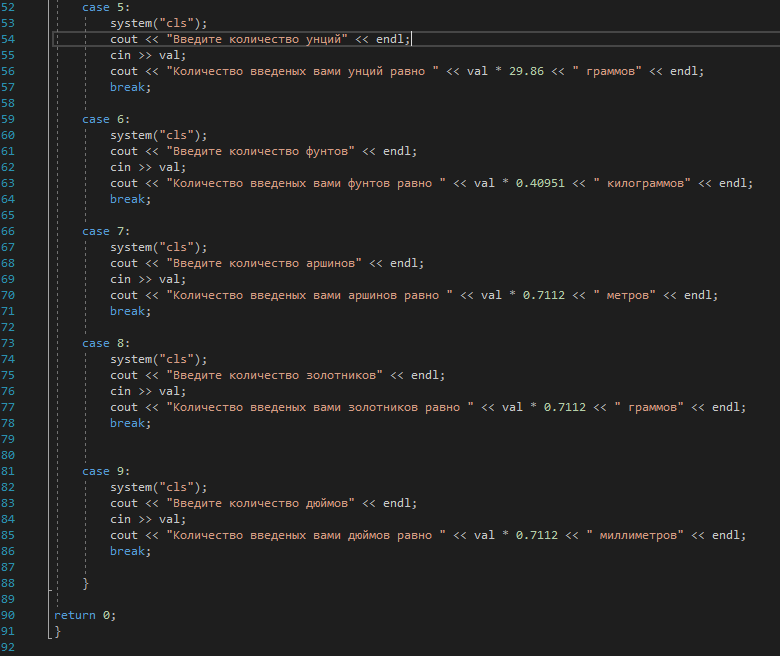 52 case 5:
53 system("cls");
54 cout << "Введите количество унций" << endl;
55 cin >> val;
56 cout << "Количество введеных вами унций равно " << val * 29.86 << " граммов" << endl;
57 break;
58
59 case 6:
60 system("cls");
61 cout << "Введите количество фунтов" << endl;
62 cin >> val;
63 cout << "Количество введеных вами фунтов равно " << val * 0.40951 << " килограммов" << endl;
64 break;
65
66 case 7:
67 system("cls");
68 cout << "Введите количество аршинов" << endl;
69 cin >> val;
70 cout << "Количество введеных вами аршинов равно " << val * 0.7112 << " метров" << endl;
71 break;
72
73 case 8:
74 system("cls");
75 cout << "Введите количество золотников" << endl;
76 cin >> val;
77 cout << "Количество введеных вами золотников равно " << val * 0.7112 << " граммов" << endl;
78 break;
79
80
81 case 9:
82 system("cls");
83 cout << "Введите количество дюймов" << endl;
84 cin >> val;
85 cout << "Количество введеных вами дюймов равно " << val * 0.7112 << " миллиметров" << endl;
86 break;
87
88 }
89
90 return 0;
91 }
92